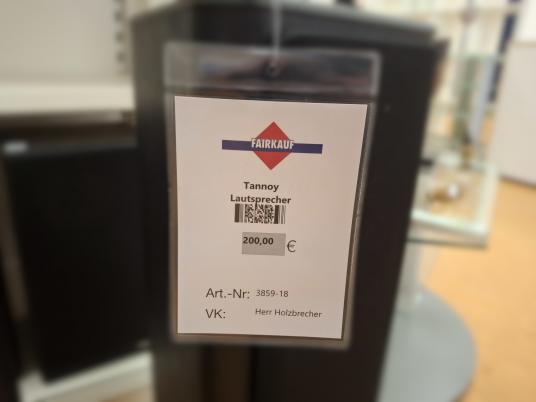 FAIRKAUF
Tannoy
Lautsprecher
200,00 €
Art.-Nr: 3859-18
VK: Herr Holzbrecher